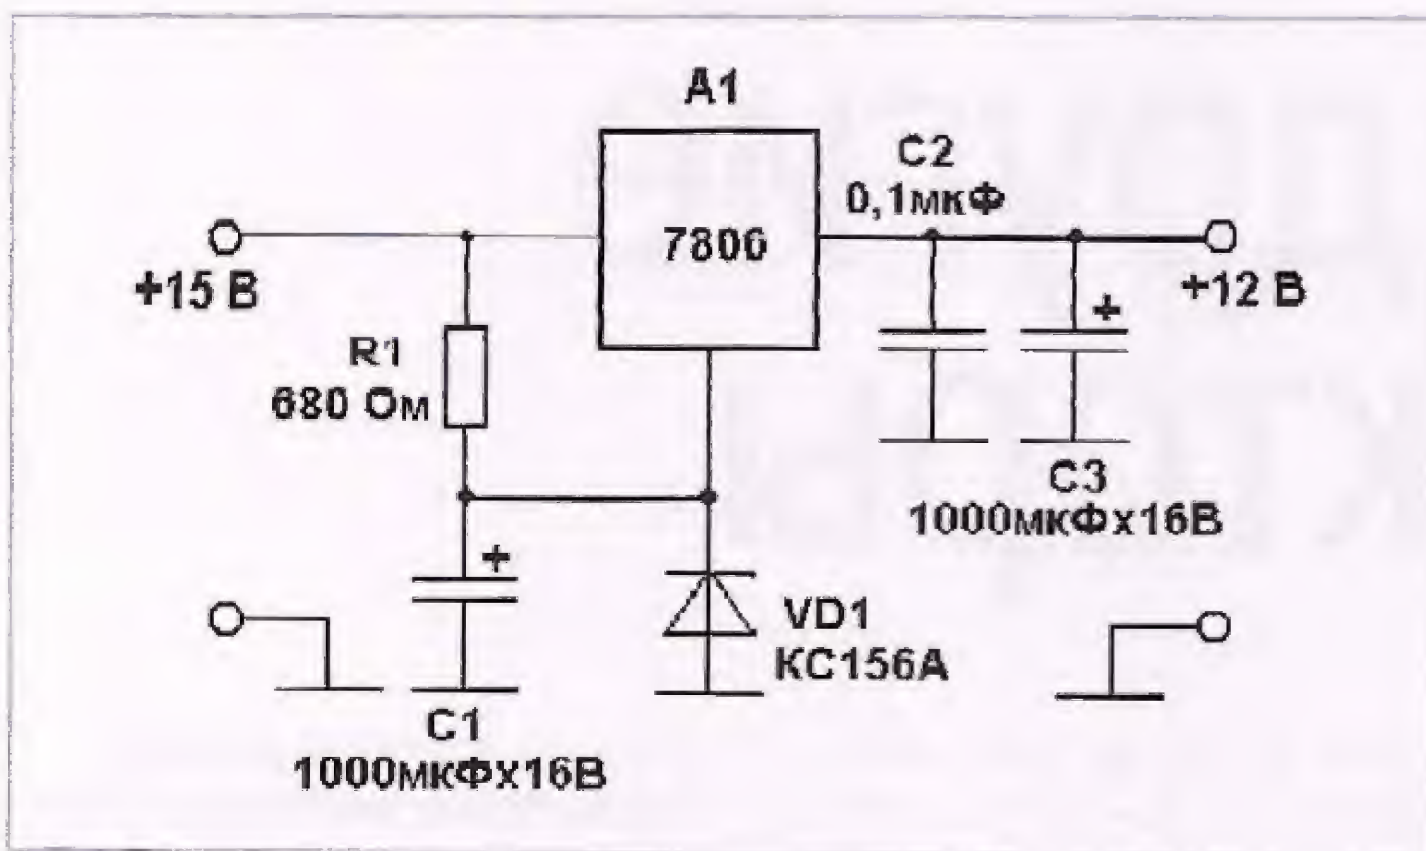 A1
C2
0,1мкФ
7806
+15 В
+12 В
R1
680 Ом
C3
1000мкФх16В
VD1
КС156А
C1
1000мкФх16В
+
+